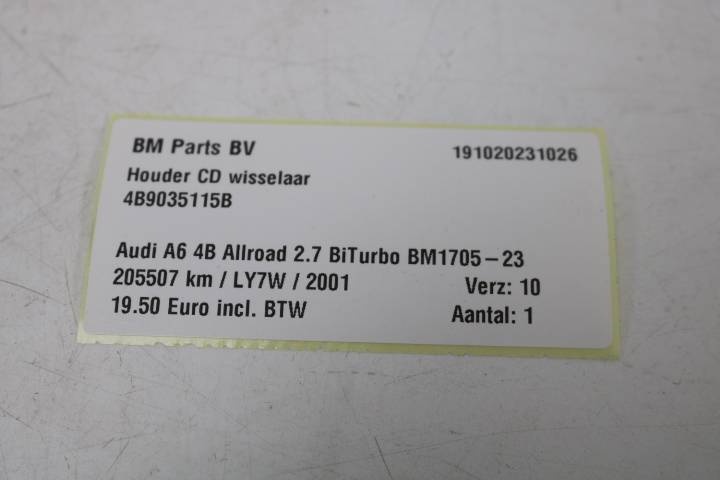 BM Parts BV 191020231026
Houder CD wisselaar
4B9035115B
Audi A6 4B Allroad 2.7 BiTurbo BM1705-23
205507 km / LY7W / 2001 Verz: 10
19.50 Euro incl. BTW Aantal: 1